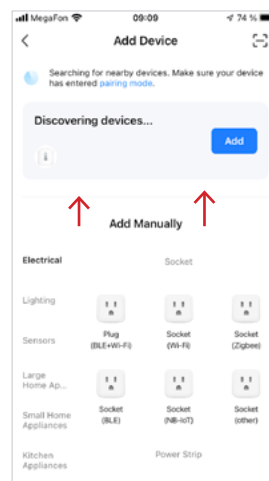 MegaFon 09:09 74 %
Add Device
Searching for nearby devices. Make sure your device
has entered pairing mode.
Discovering devices...
Add
Add Manually
Electrical
Socket
Lighting
Plug
(BLE+Wi-Fi)
Socket
(Wi-Fi)
Socket
(Zigbee)
Sensors
Large
Home Ap...
Socket
(BLE)
Socket
(NB-IoT)
Socket
(other)
Small Home
Appliances
Kitchen
Appliances
Power Strip